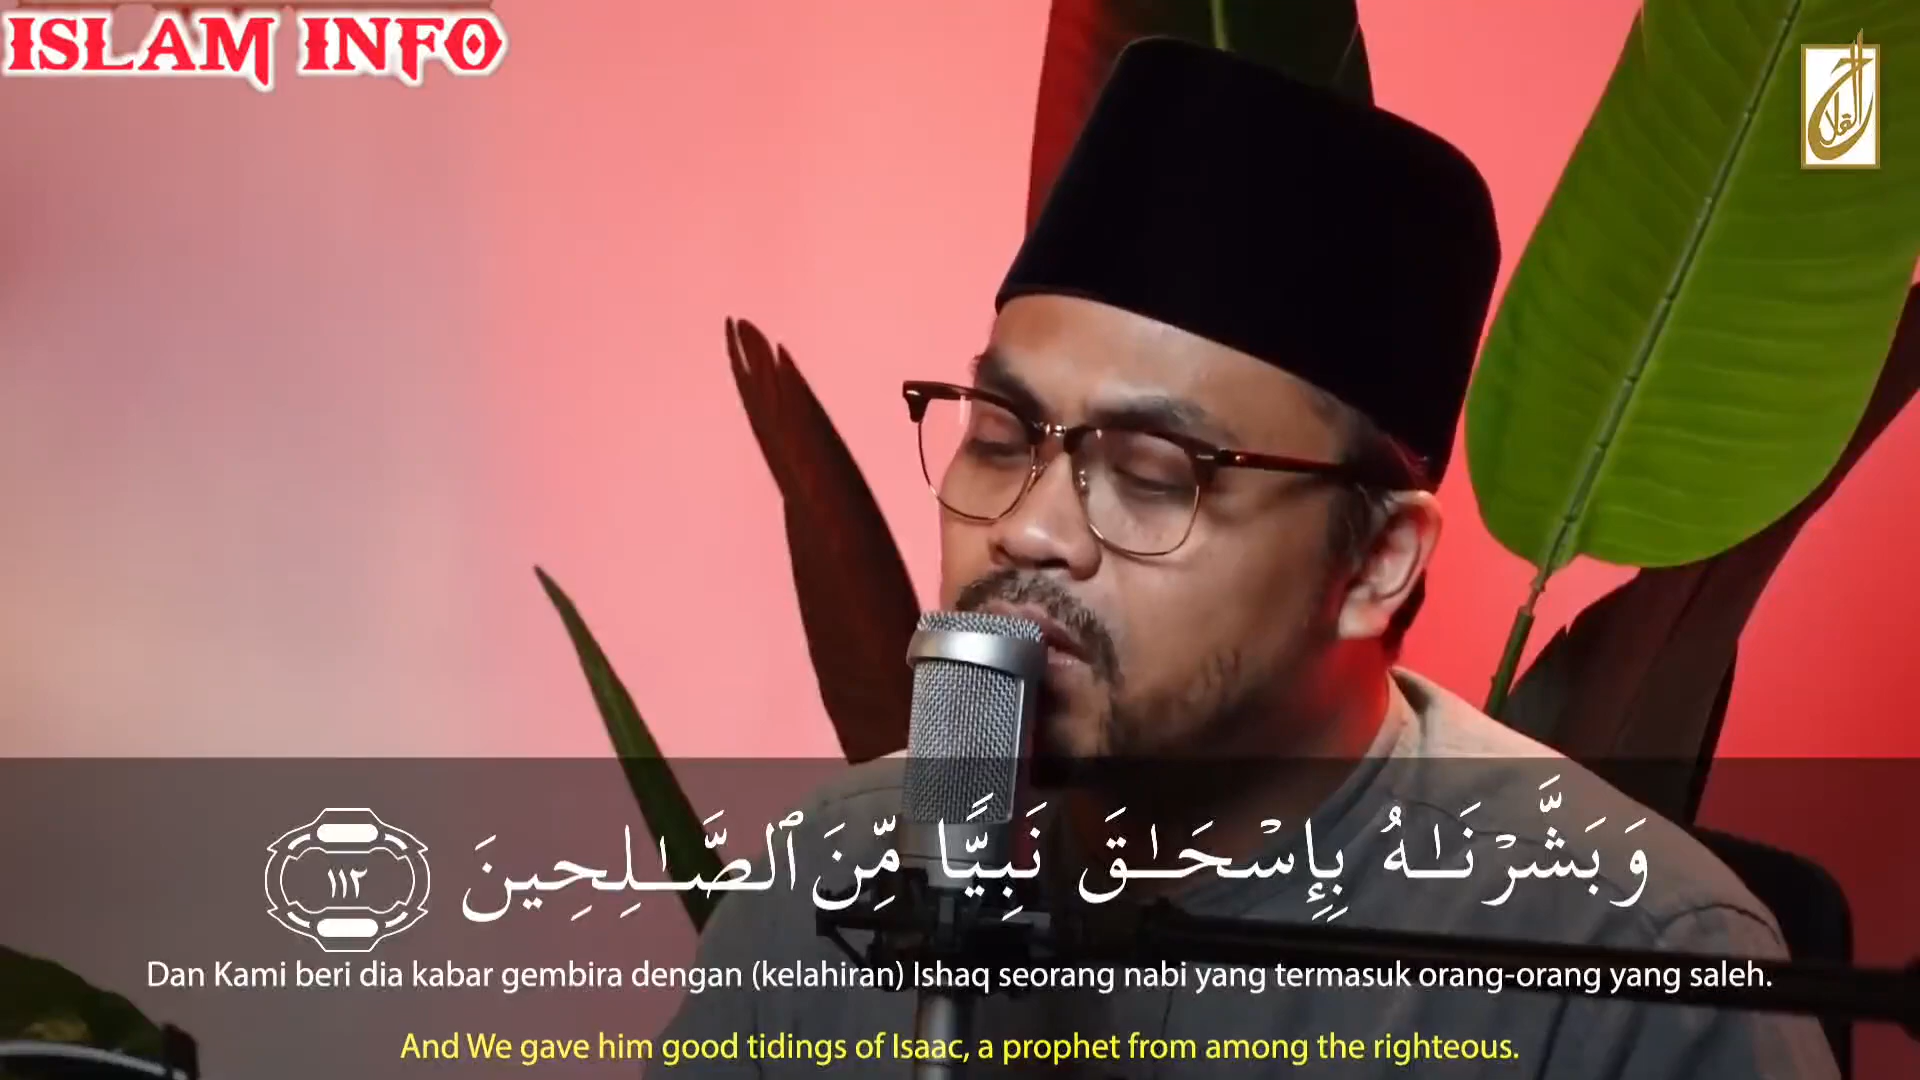 ISLAM INFO
القلاح
وَبَشَّرْنَـٰهُ بِإِسْحَـٰقَ نَبِيًّا مِّنَ ٱلصَّـٰلِحِينَ ١١٢
Dan Kami beri dia kabar gembira dengan (kelahiran) Ishaq seorang nabi yang termasuk orang-orang yang saleh.
And We gave him good tidings of Isaac, a prophet from among the righteous.